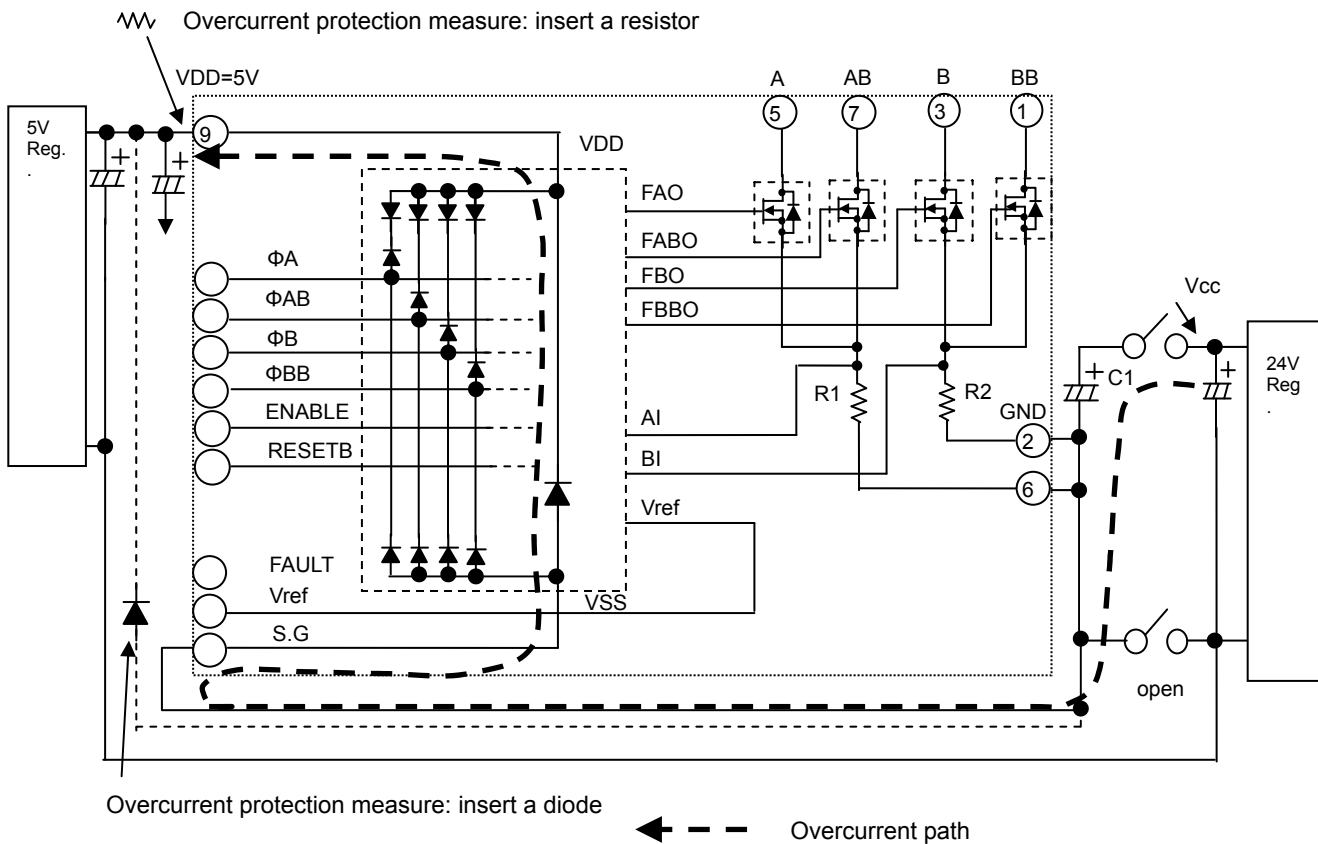 Overcurrent protection measure: insert a resistor
VDD=5V
A
AB
B
BB
5
7
3
1
5V
Reg.
.
+
+
9
VDD
FAO
FABO
FBO
FBBO
ΦA
ΦAB
ΦB
ΦBB
ENABLE
RESETB
Vcc
+
C1
+
24V
Reg
.
R1
R2
GND
2
AI
BI
6
Vref
FAULT
Vref
VSS
S.G
open
Overcurrent protection measure: insert a diode
Overcurrent path